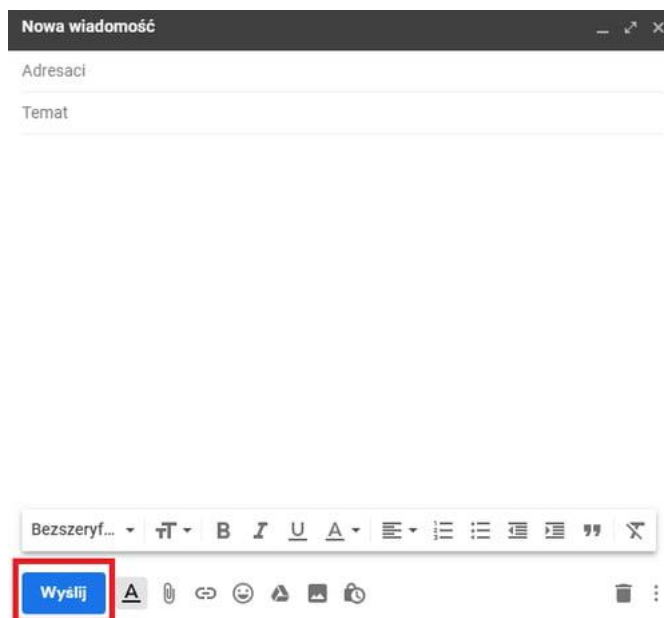 Nowa wiadomość
Adresaci
Temat
Bezszeryf...
Wyślij